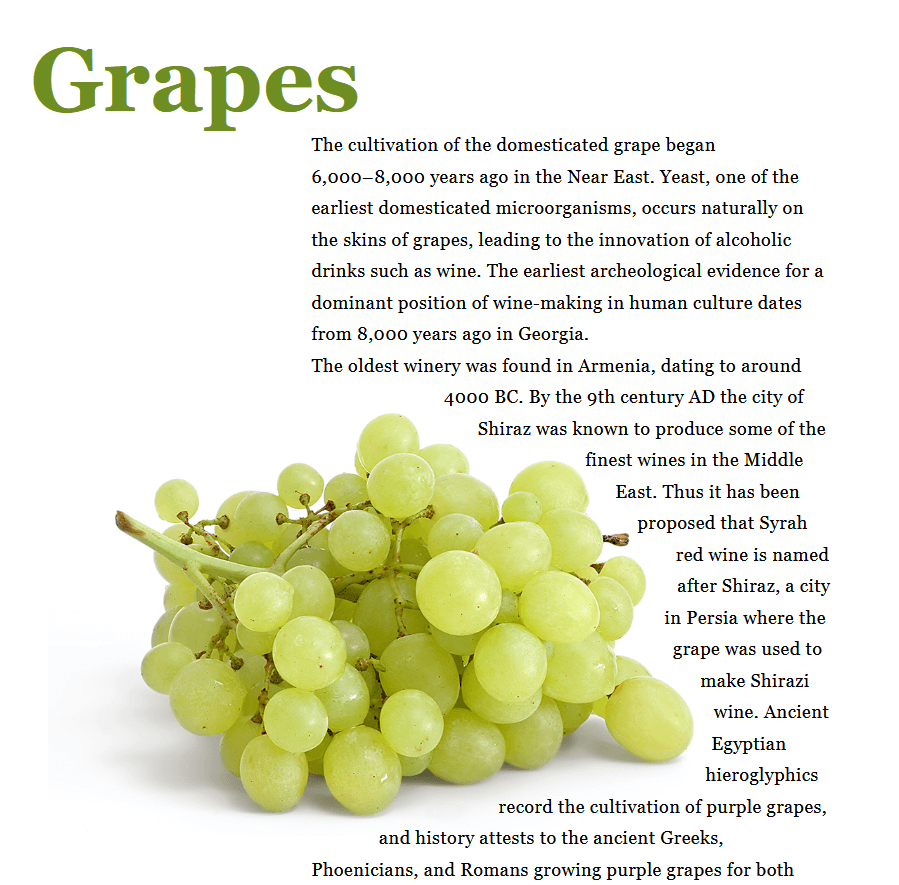 Grapes
The cultivation of the domesticated grape began
6,000–8,000 years ago in the Near East. Yeast, one of the
earliest domesticated microorganisms, occurs naturally on
the skins of grapes, leading to the innovation of alcoholic
drinks such as wine. The earliest archeological evidence for a
dominant position of wine-making in human culture dates
from 8,000 years ago in Georgia.
The oldest winery was found in Armenia, dating to around
4000 BC. By the 9th century AD the city of
Shiraz was known to produce some of the
finest wines in the Middle
East. Thus it has been
proposed that Syrah
red wine is named
after Shiraz, a city
in Persia where the
grape was used to
make Shirazi
wine. Ancient
Egyptian
hieroglyphics
record the cultivation of purple grapes,
and history attests to the ancient Greeks,
Phoenicians, and Romans growing purple grapes for both